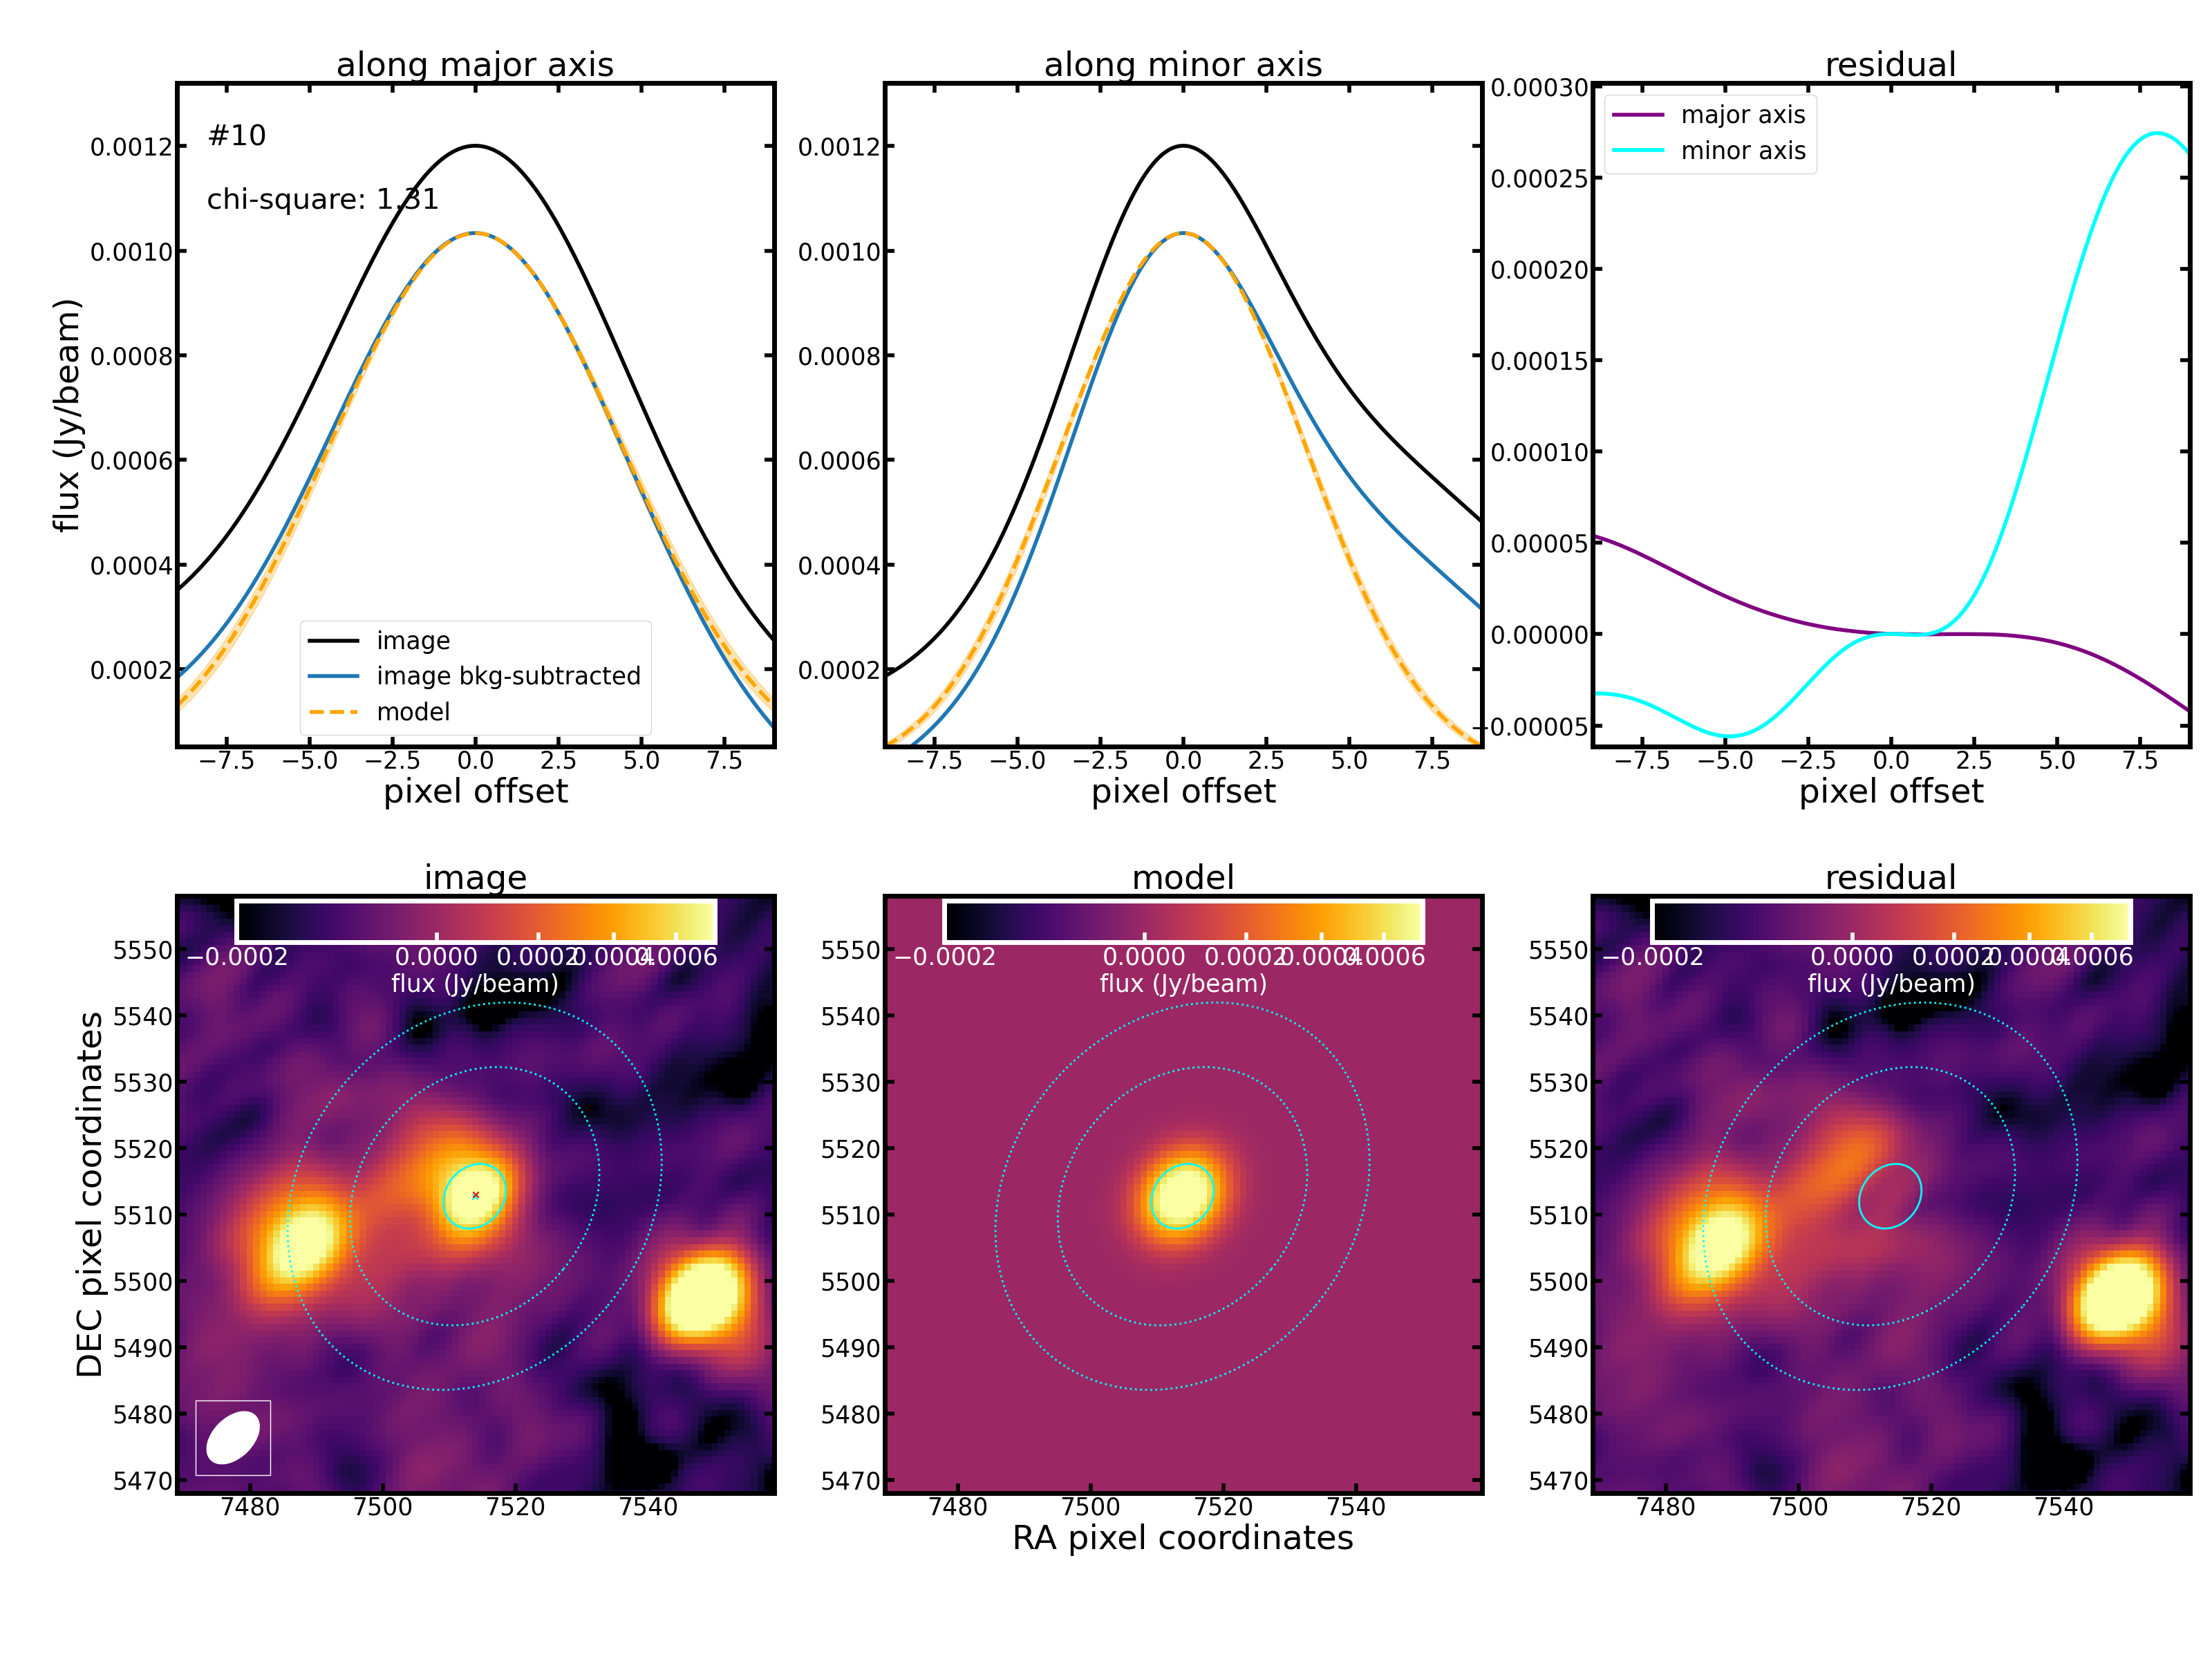 along major axis
along minor axis
residual
#10
chi-square: 1.31
flux (Jy/beam)
0.0012
0.0010
0.0008
0.0006
0.0004
0.0002
image
image bkg-subtracted
model
−7.5 −5.0 −2.5 0.0 2.5 5.0 7.5
pixel offset
0.0012
0.0010
0.0008
0.0006
0.0004
0.0002
−7.5 −5.0 −2.5 0.0 2.5 5.0 7.5
pixel offset
0.00030
0.00025
0.00020
0.00015
0.00010
0.00005
0.00000
−0.00005
major axis
minor axis
−7.5 −5.0 −2.5 0.0 2.5 5.0 7.5
pixel offset
image
model
residual
−0.0002 0.0000 0.0002 0.0004 0.0006
flux (Jy/beam)
DEC pixel coordinates
5550
5540
5530
5520
5510
5500
5490
5480
5470
7480 7500 7520 7540
−0.0002 0.0000 0.0002 0.0004 0.0006
flux (Jy/beam)
5550
5540
5530
5520
5510
5500
5490
5480
5470
7480 7500 7520 7540
RA pixel coordinates
−0.0002 0.0000 0.0002 0.0004 0.0006
flux (Jy/beam)
5550
5540
5530
5520
5510
5500
5490
5480
5470
7480 7500 7520 7540